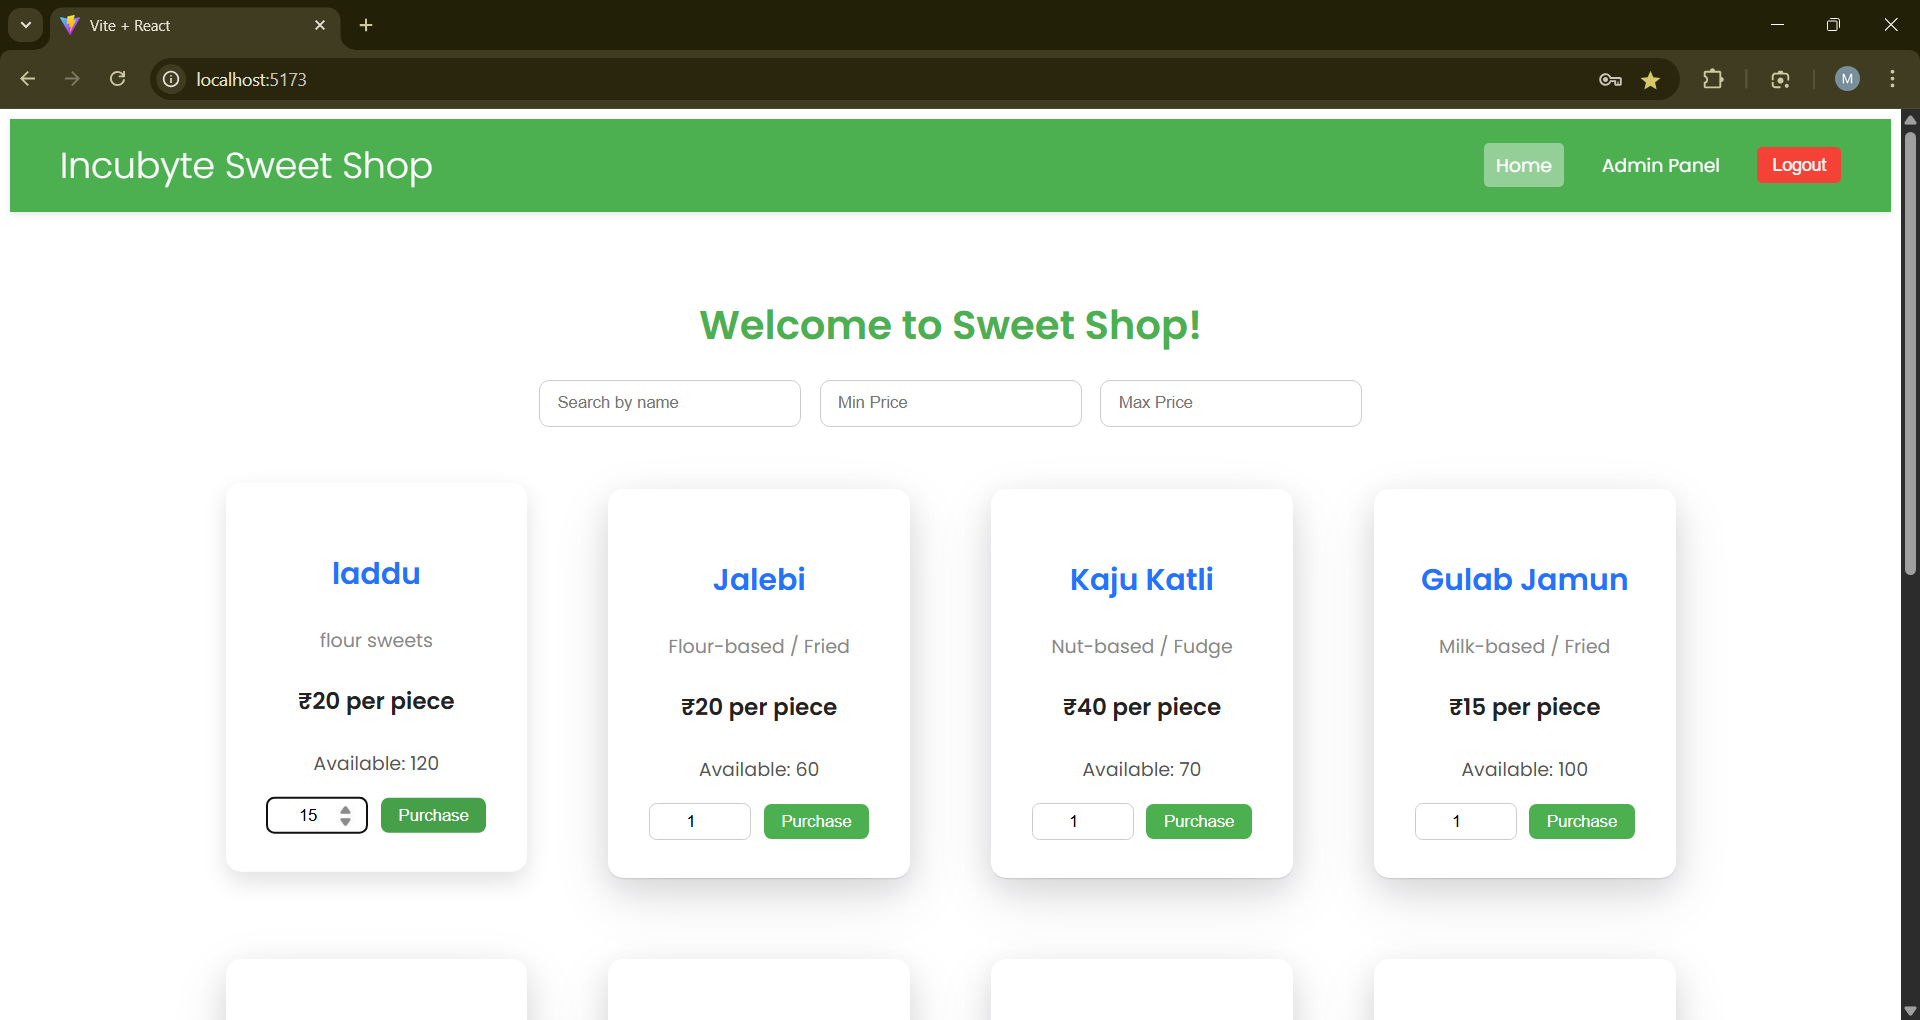 Vite + React
localhost:5173
M
Incubyte Sweet Shop
Home
Admin Panel
Logout
Welcome to Sweet Shop!
Search by name
Min Price
Max Price
laddu
flour sweets
₹20 per piece
Available: 120
15
Purchase
Jalebi
Flour-based / Fried
₹20 per piece
Available: 60
1
Purchase
Kaju Katli
Nut-based / Fudge
₹40 per piece
Available: 70
1
Purchase
Gulab Jamun
Milk-based / Fried
₹15 per piece
Available: 100
1
Purchase